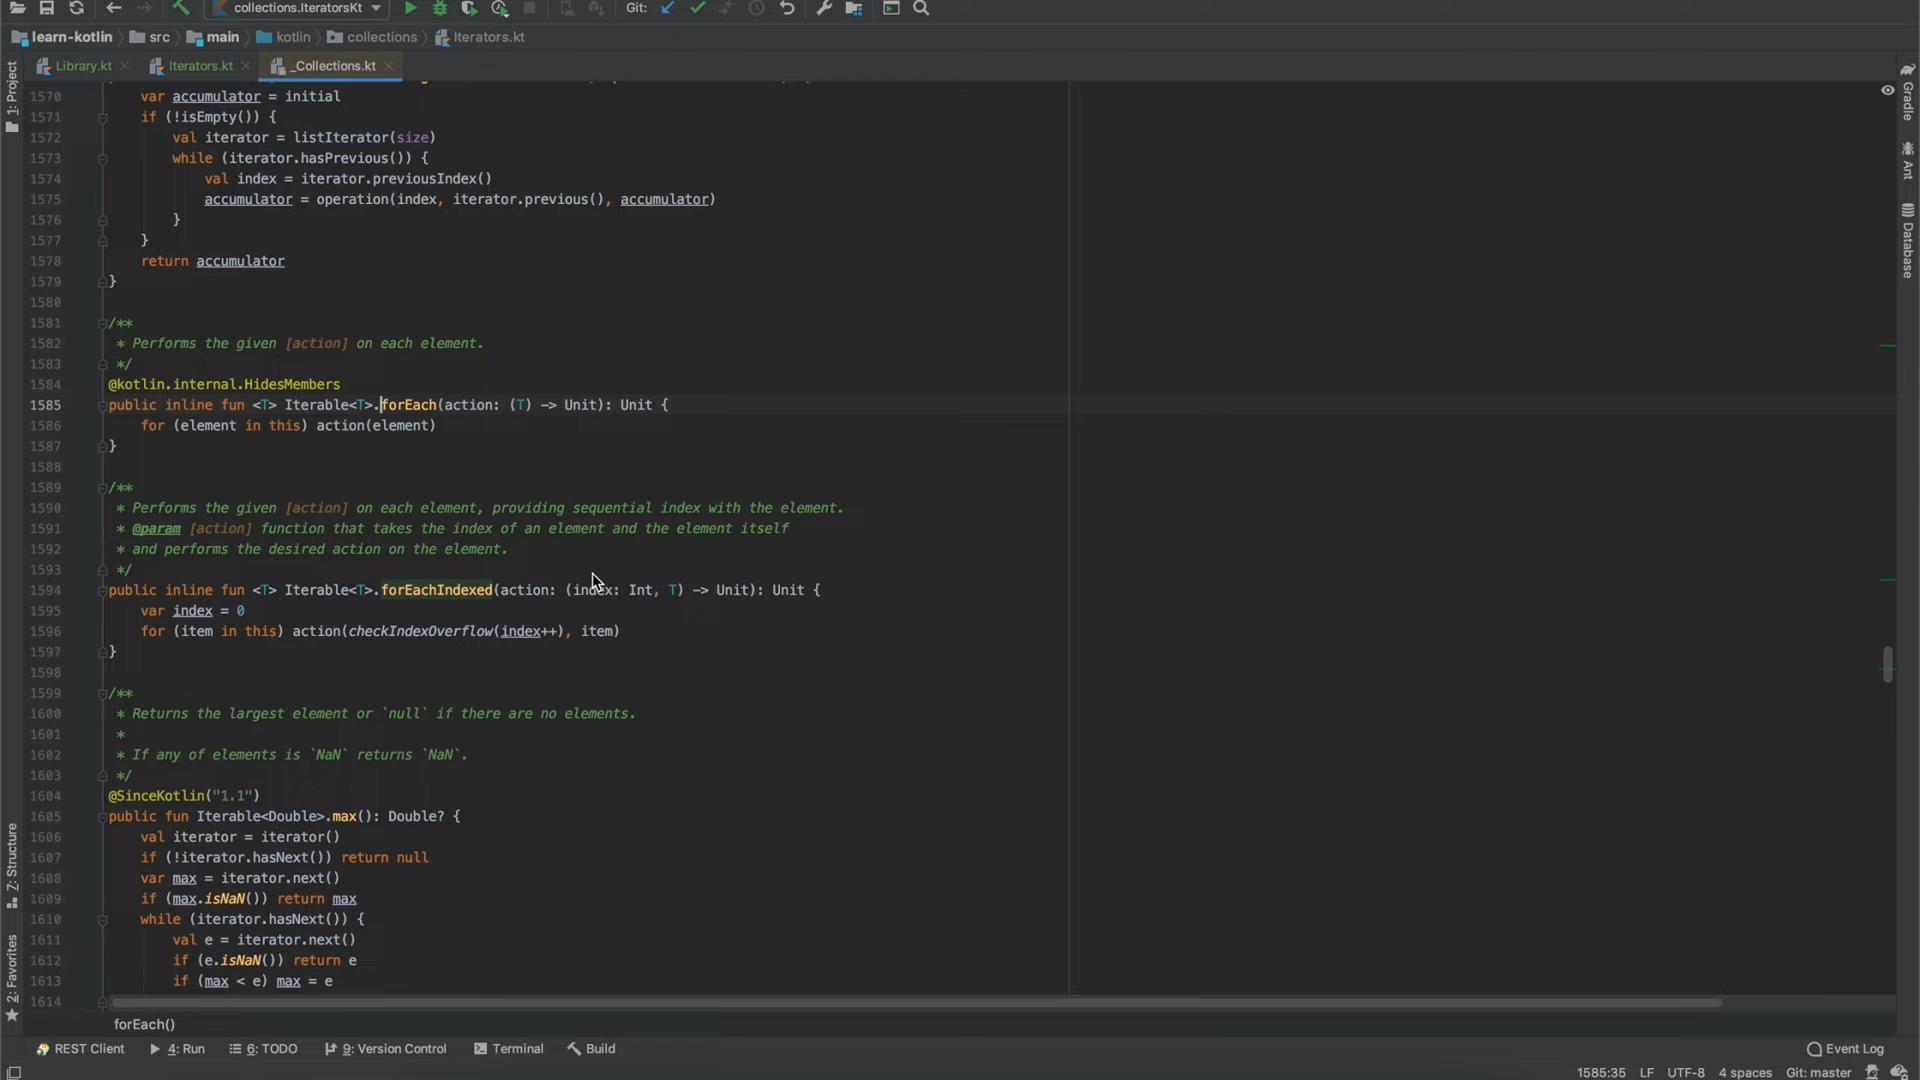 collections.IteratorsKt
Git:
learn-kotlin
src
main
kotlin
collections
Iterators.kt
Library.kt
Iterators.kt
_Collections.kt
1: Project
Gradle
Ant
Database
1570 var accumulator = initial
1571 if (!isEmpty()) {
1572 val iterator = listIterator(size)
1573 while (iterator.hasPrevious()) {
1574 val index = iterator.previousIndex()
1575 accumulator = operation(index, iterator.previous(), accumulator)
1576 }
1577 }
1578 return accumulator
1579 }
1580
1581 /**
1582 * Performs the given [action] on each element.
1583 */
1584 @kotlin.internal.HidesMembers
1585 public inline fun <T> Iterable<T>.forEach(action: (T) -> Unit): Unit {
1586 for (element in this) action(element)
1587 }
1588
1589 /**
1590 * Performs the given [action] on each element, providing sequential index with the element.
1591 * @param [action] function that takes the index of an element and the element itself
1592 * and performs the desired action on the element.
1593 */
1594 public inline fun <T> Iterable<T>.forEachIndexed(action: (index: Int, T) -> Unit): Unit {
1595 var index = 0
1596 for (item in this) action(checkIndexOverflow(index++), item)
1597 }
1598
1599 /**
1600 * Returns the largest element or `null` if there are no elements.
1601 *
1602 * If any of elements is `NaN` returns `NaN`.
1603 */
1604 @SinceKotlin("1.1")
1605 public fun Iterable<Double>.max(): Double? {
1606 val iterator = iterator()
1607 if (!iterator.hasNext()) return null
1608 var max = iterator.next()
1609 if (max.isNaN()) return max
1610 while (iterator.hasNext()) {
1611 val e = iterator.next()
1612 if (e.isNaN()) return e
1613 if (max < e) max = e
1614
Z: Structure
2: Favorites
forEach()
REST Client
4: Run
6: TODO
9: Version Control
Terminal
Build
Event Log
1585:35 LF UTF-8 4 spaces Git: master